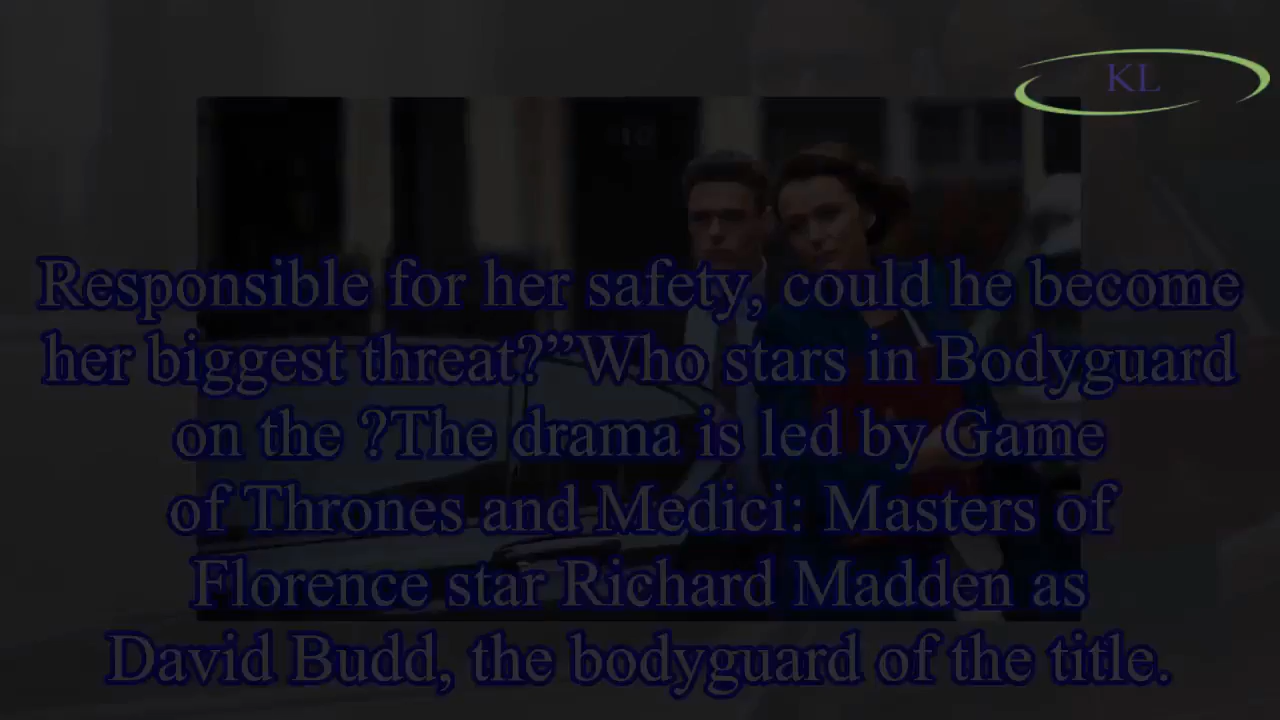 KL
Responsible for her safety, could he become
her biggest threat?”Who stars in Bodyguard
on the ?The drama is led by Game
of Thrones and Medici: Masters of
Florence star Richard Madden as
David Budd, the bodyguard of the title.